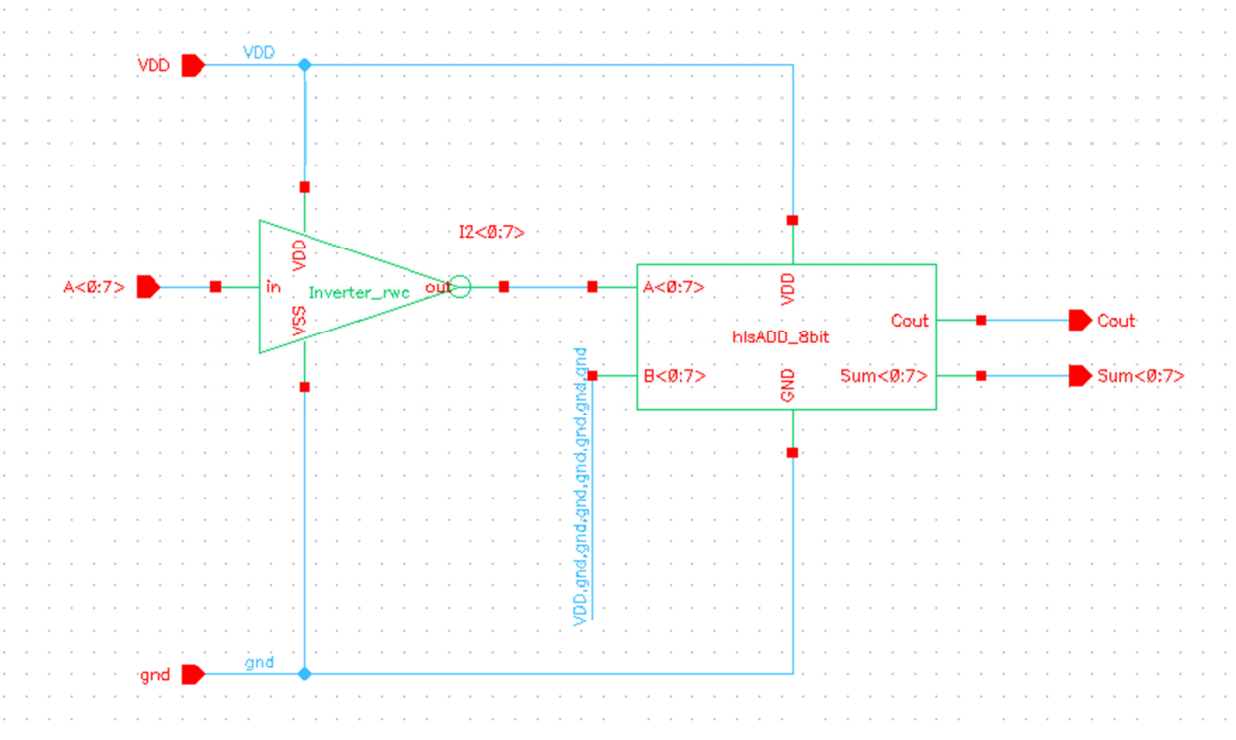 VDD
VDD
I2<0:7>
VDD
A<0:7>
in
Inverter_rwc
out
VSS
A<0:7>
VDD
hlsADD_8bit
Cout
Cout
B<0:7>
GND
Sum<0:7>
Sum<0:7>
VDD,gnd,gnd,gnd,gnd,gnd,gnd,gnd
gnd
gnd